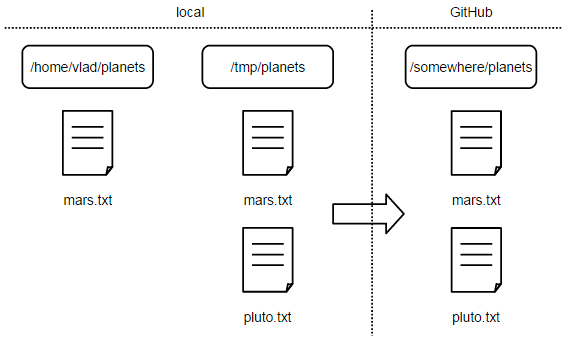 local
GitHub
/home/vlad/planets
/tmp/planets
/somewhere/planets
mars.txt
mars.txt
mars.txt
pluto.txt
pluto.txt